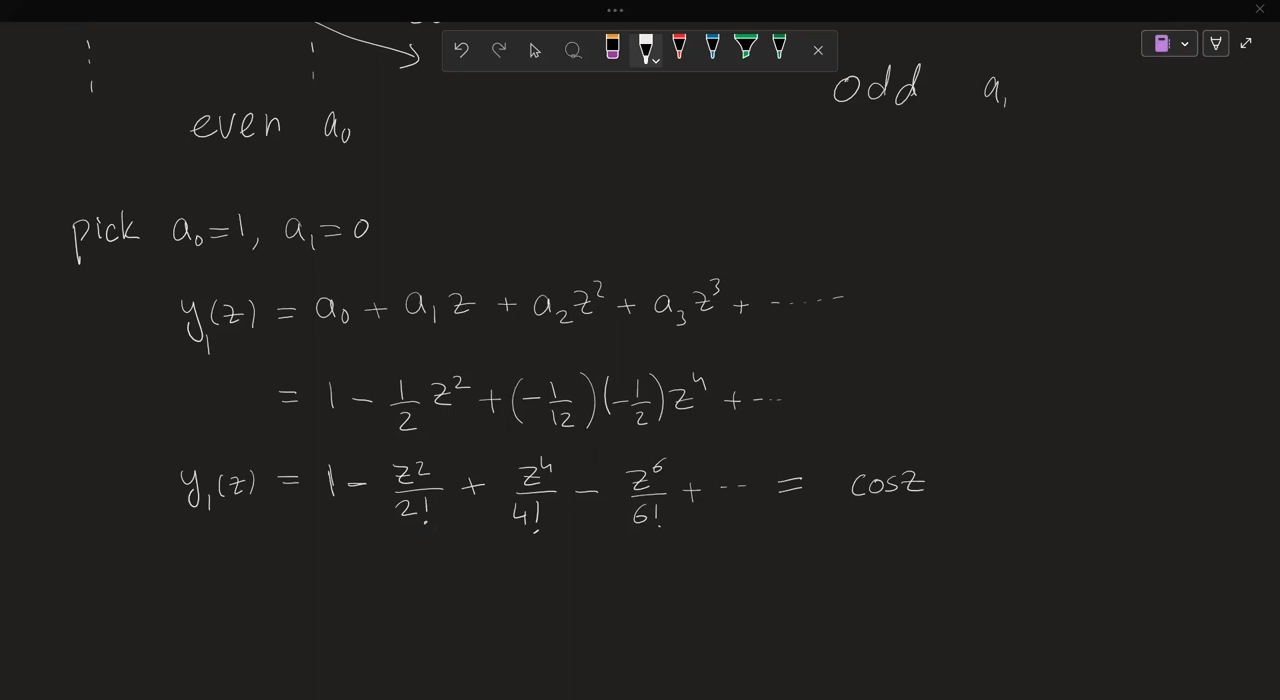 odd a₁
even a₀
pick a₀=1, a₁=0
y₁(z) = a₀ + a₁z + a₂z² + a₃z³ + ......
= 1 - 1/2 z² + (-1/12)(-1/2)z⁴ + ...
y₁(z) = 1 - z²/2! + z⁴/4! - z⁶/6! + ... = cosz